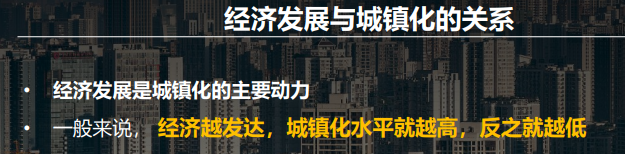 经济发展与城镇化的关系
• 经济发展是城镇化的主要动力
• 一般来说，经济越发达，城镇化水平就越高，反之就越低